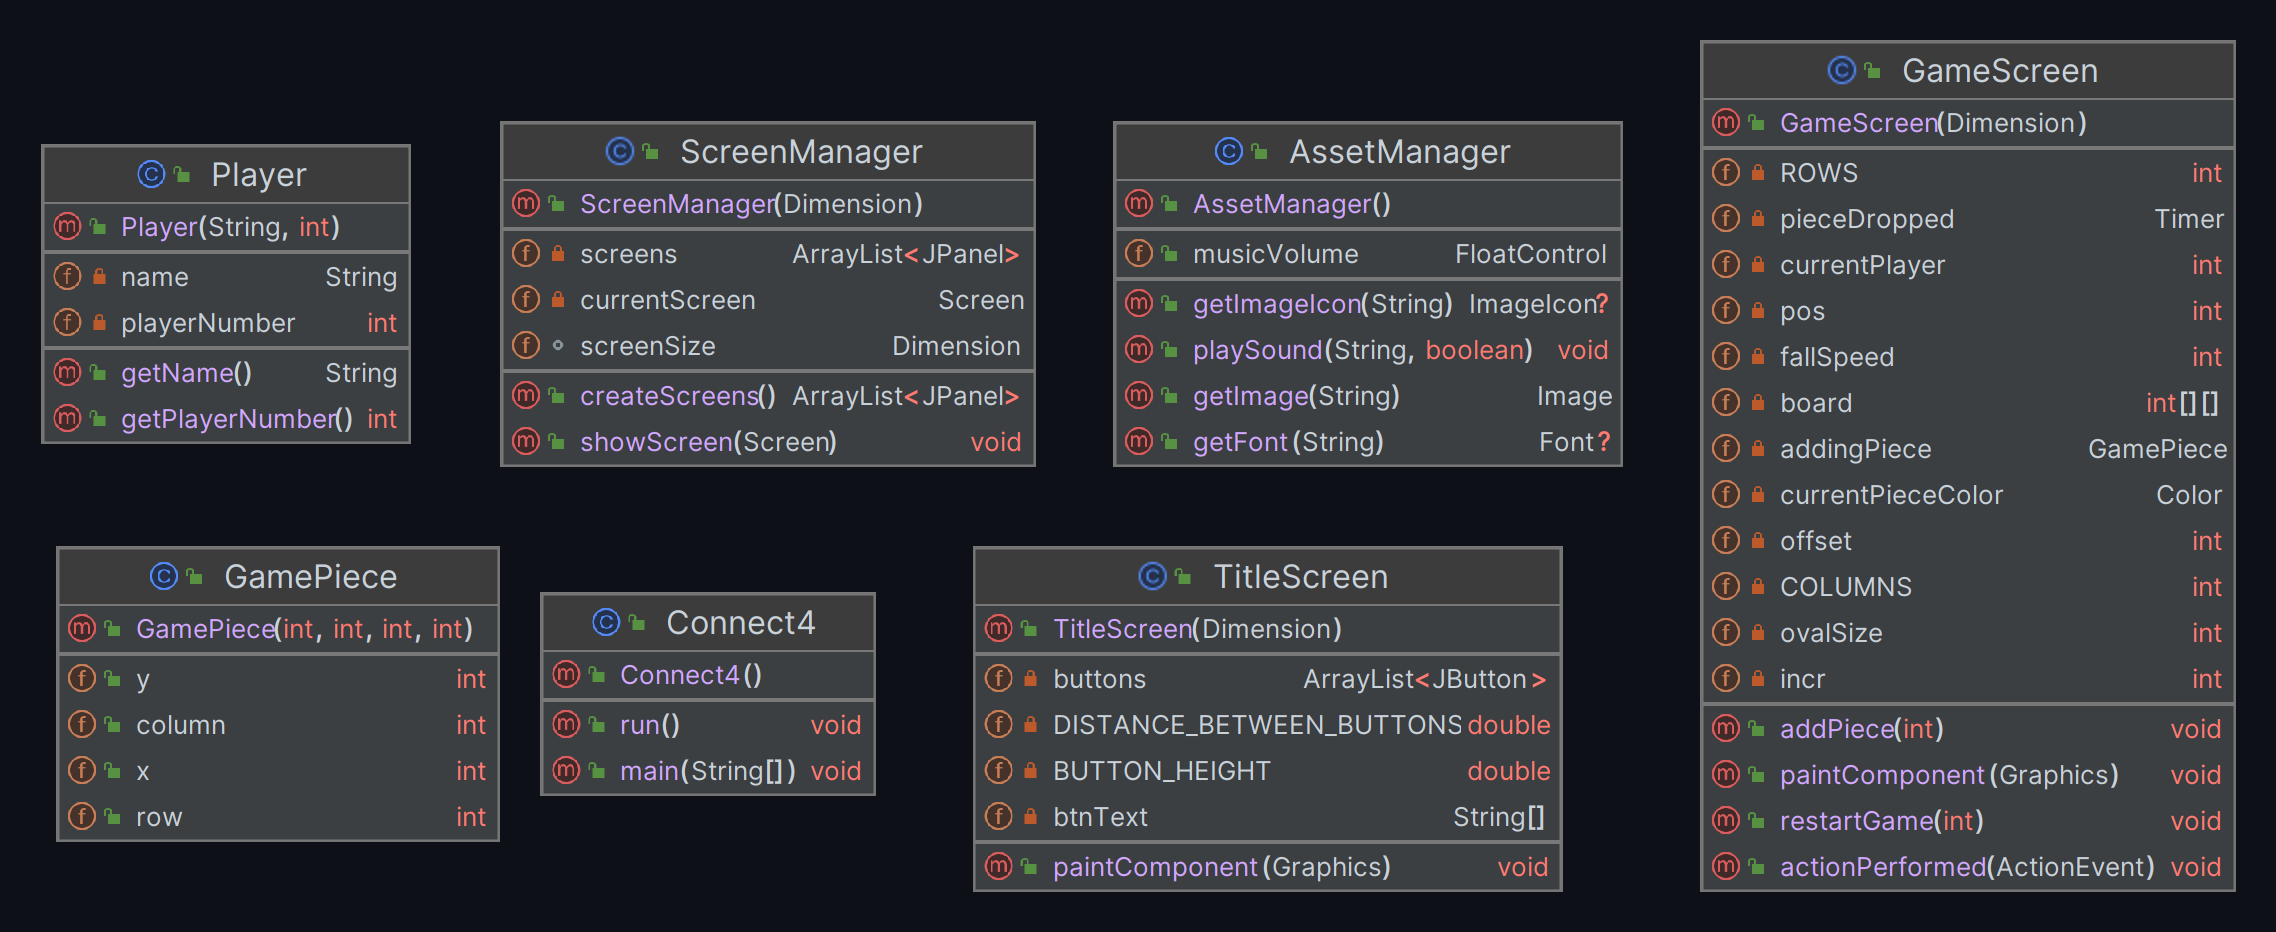 Player
Player(String, int)
name String
playerNumber int
getName() String
getPlayerNumber() int
ScreenManager
ScreenManager(Dimension)
screens ArrayList<JPanel>
currentScreen Screen
screenSize Dimension
createScreens() ArrayList<JPanel>
showScreen(Screen) void
AssetManager
AssetManager()
musicVolume FloatControl
getImageIcon(String) ImageIcon?
playSound(String, boolean) void
getImage(String) Image
getFont(String) Font?
GameScreen
GameScreen(Dimension)
ROWS int
pieceDropped Timer
currentPlayer int
pos int
fallSpeed int
board int[][]
addingPiece GamePiece
currentPieceColor Color
offset int
COLUMNS int
ovalSize int
incr int
addPiece(int) void
paintComponent(Graphics) void
restartGame(int) void
actionPerformed(ActionEvent) void
GamePiece
GamePiece(int, int, int, int)
y int
column int
x int
row int
Connect4
Connect4()
run() void
main(String[]) void
TitleScreen
TitleScreen(Dimension)
buttons ArrayList<JButton>
DISTANCE_BETWEEN_BUTTONS double
BUTTON_HEIGHT double
btnText String[]
paintComponent(Graphics) void